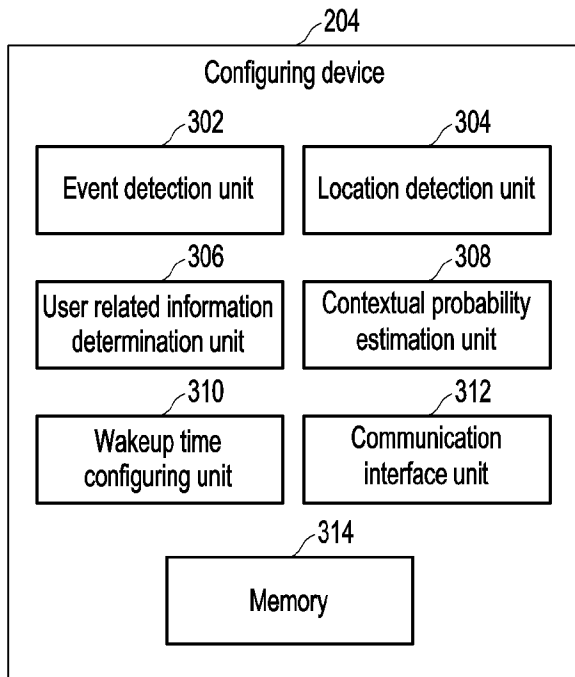 204
Configuring device
302
304
Event detection unit
Location detection unit
306
308
User related information
determination unit
Contextual probability
estimation unit
310
312
Wakeup time
configuring unit
Communication
interface unit
314
Memory